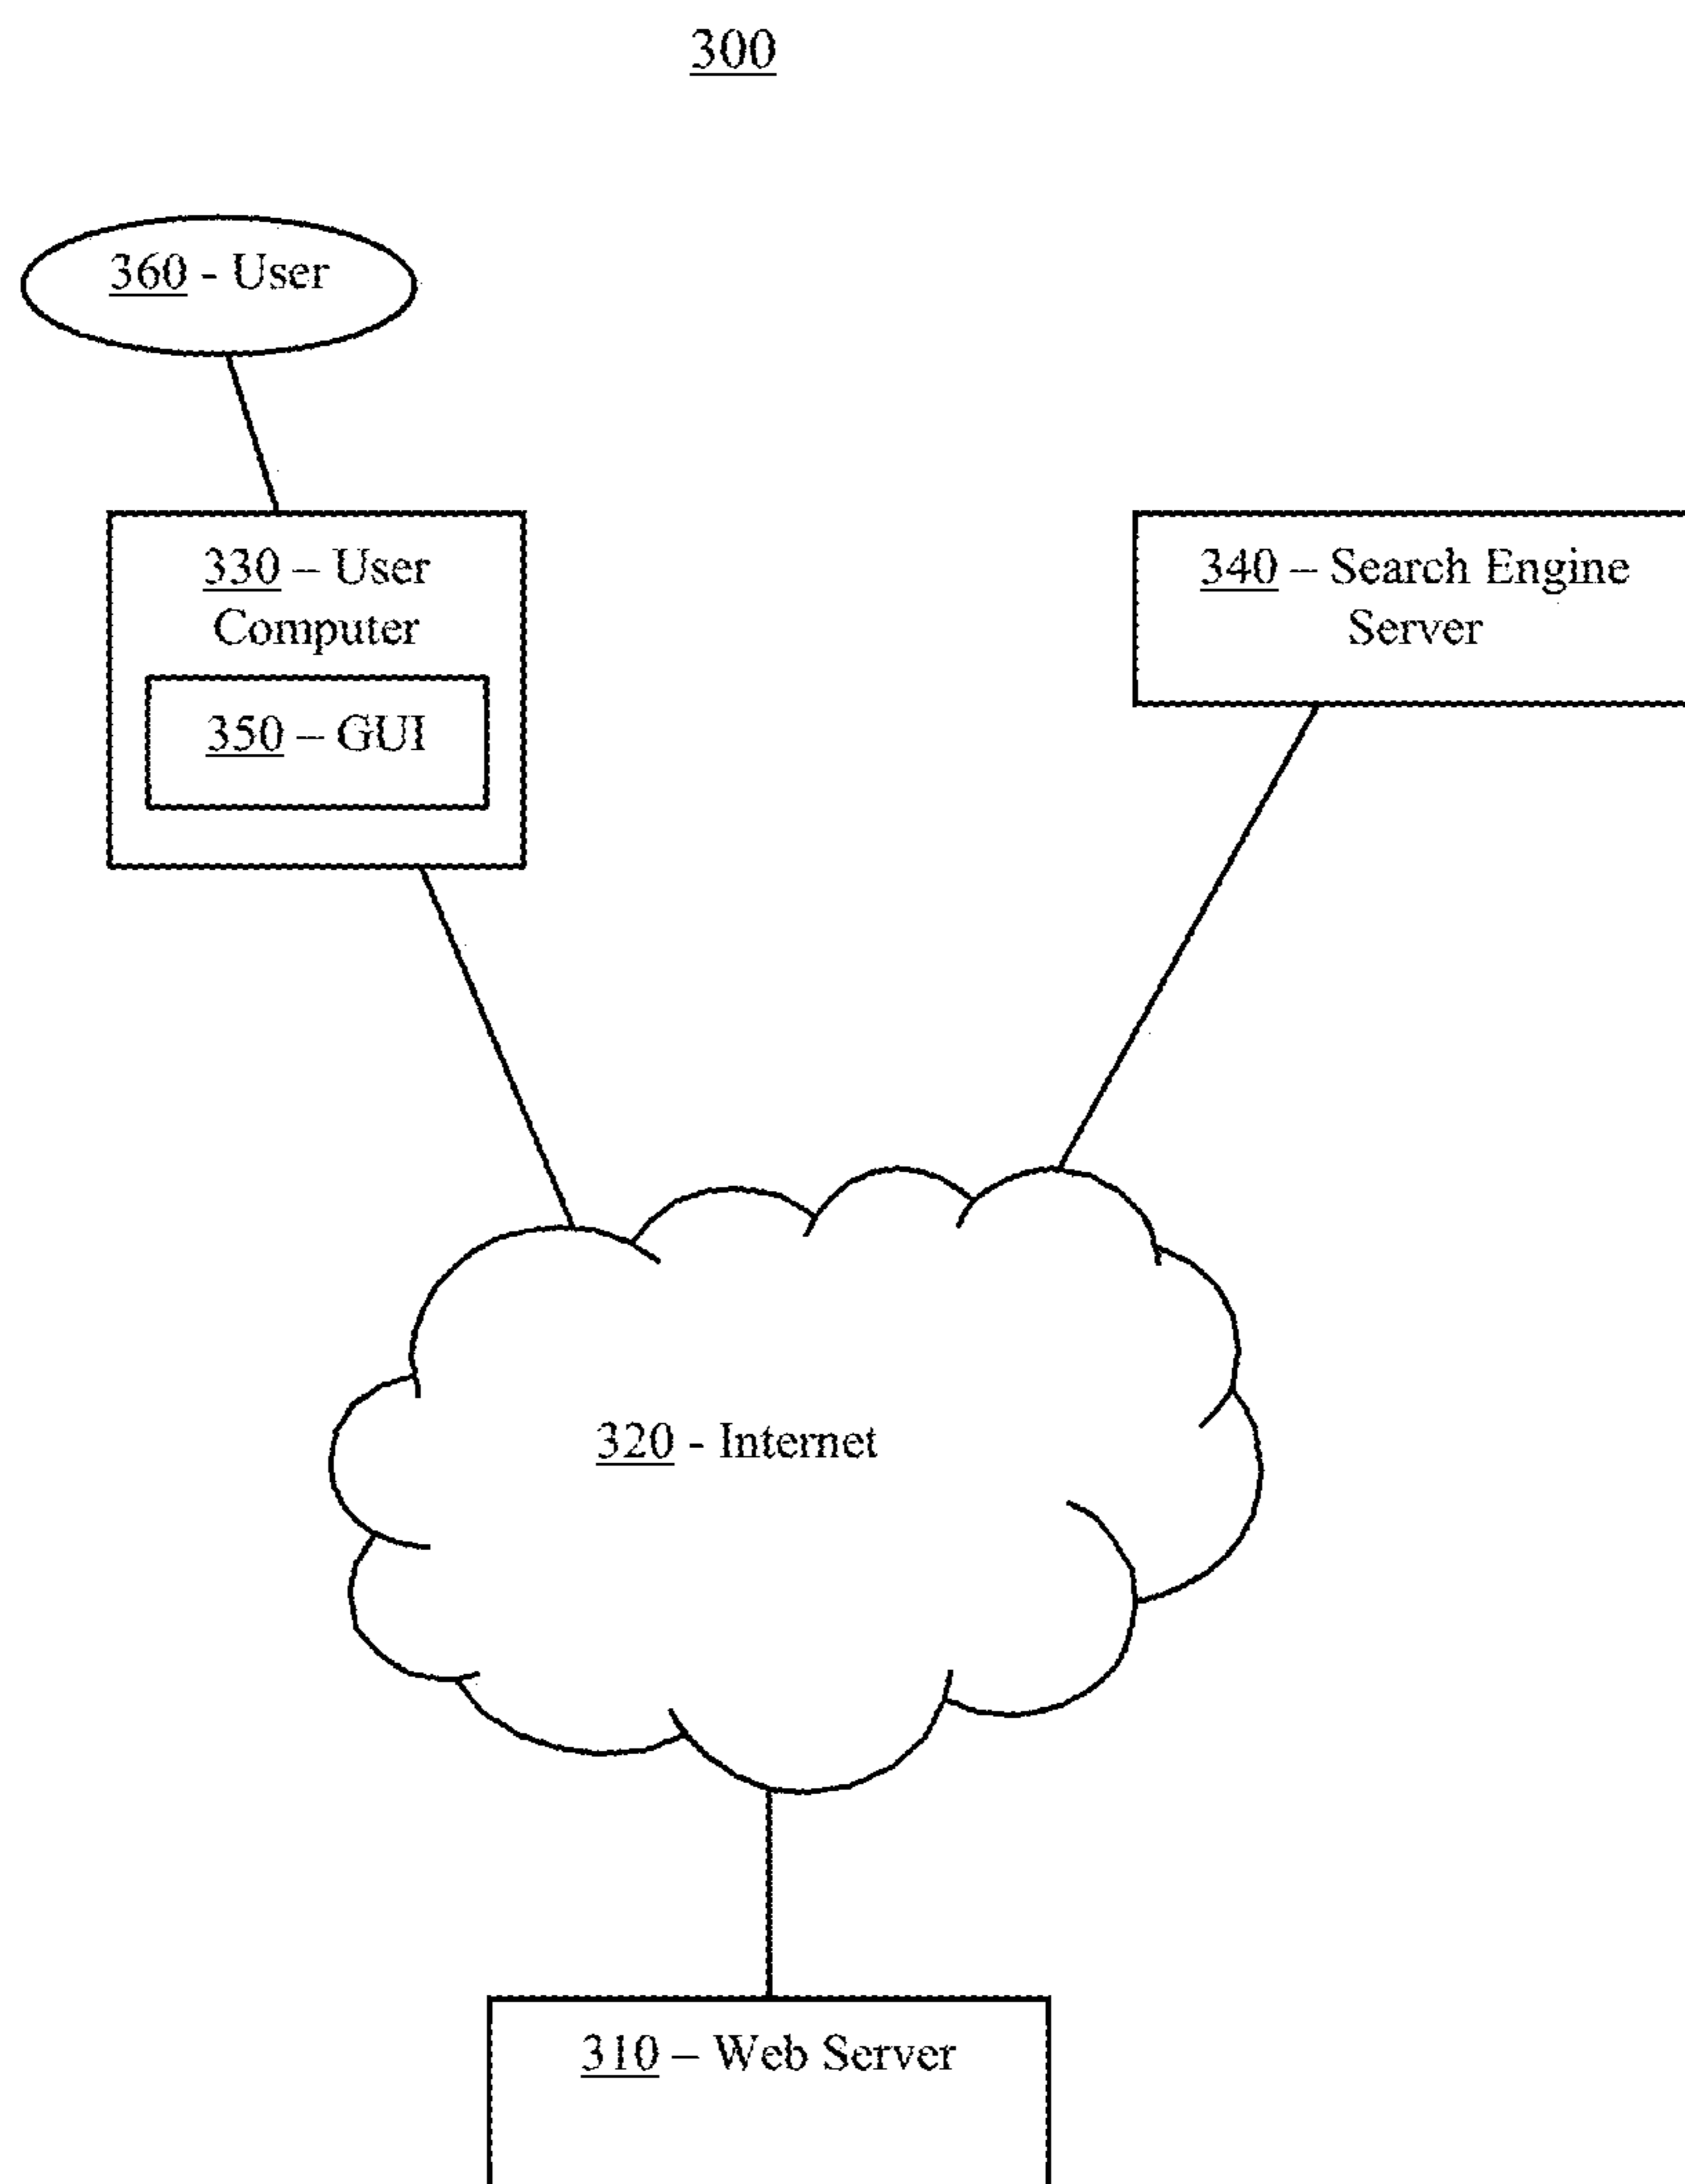 300
360 - User
330 – User
Computer
350 – GUI
340 – Search Engine
Server
320 - Internet
310 – Web Server